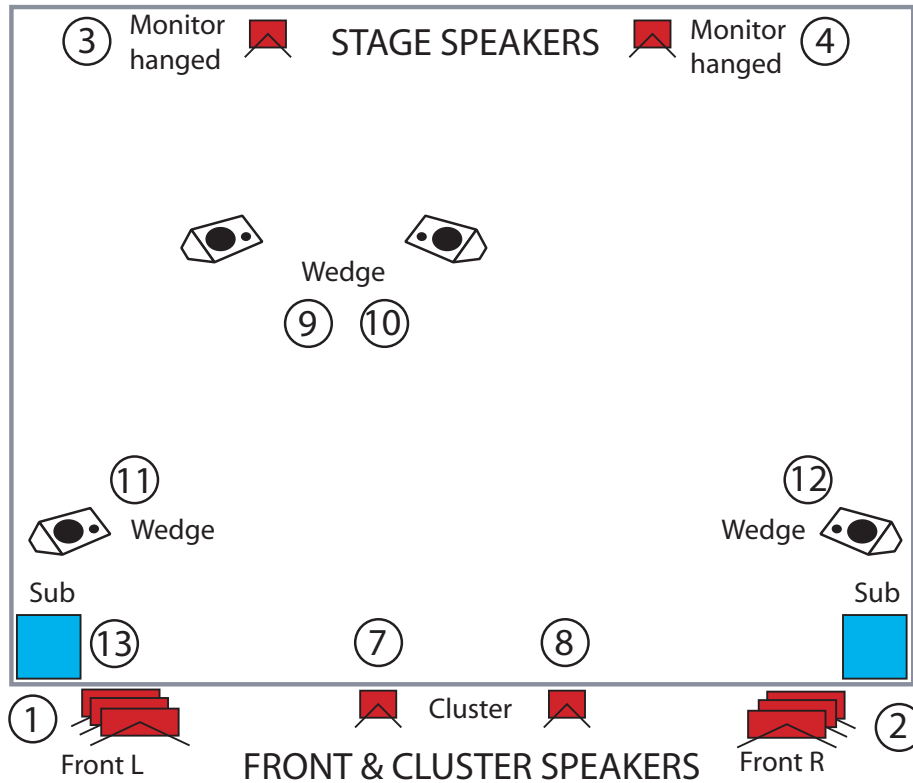 3 Monitor hanged
STAGE SPEAKERS
Monitor hanged 4
Wedge
9 10
11
Wedge
12
Wedge
Sub
13
7
8
Sub
1
Front L
Cluster
2
Front R
FRONT & CLUSTER SPEAKERS